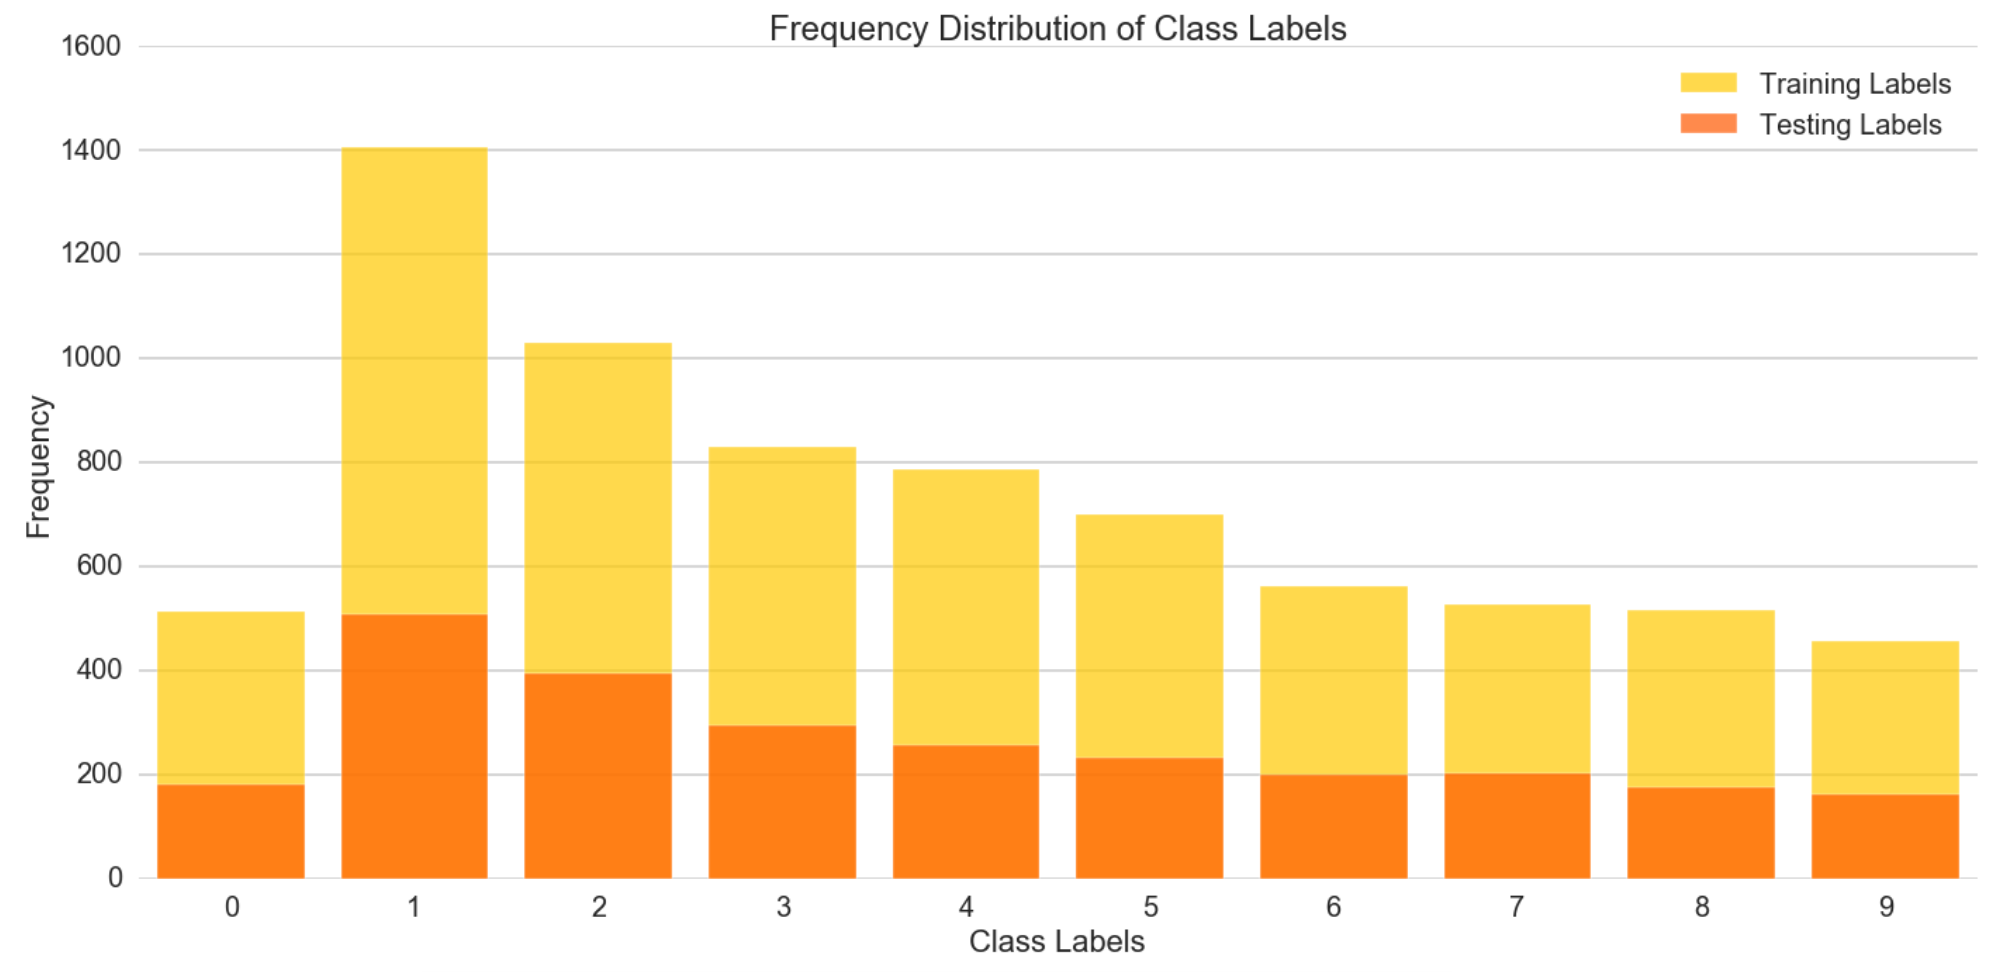 Frequency Distribution of Class Labels
Training Labels
Testing Labels
Frequency
1600
1400
1200
1000
800
600
400
200
0
0 1 2 3 4 5 6 7 8 9
Class Labels